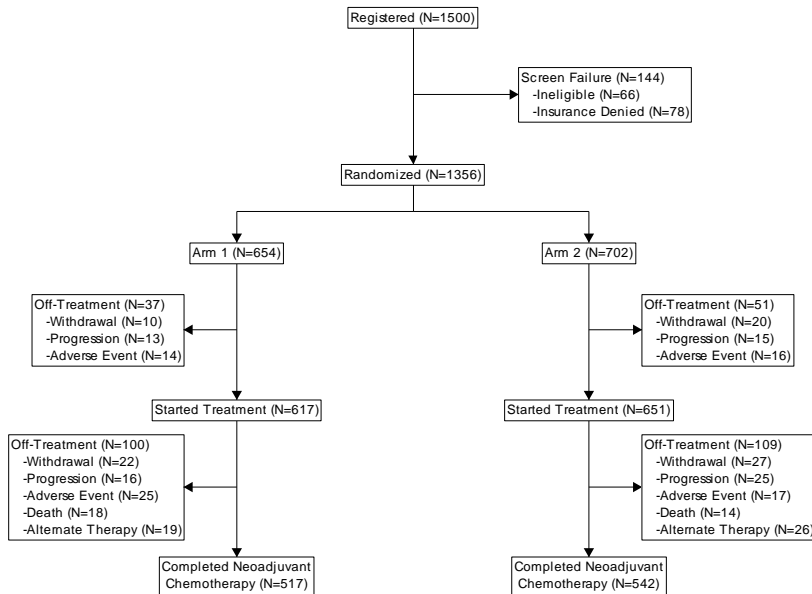 Registered (N=1500)
Screen Failure (N=144)
-Ineligible (N=66)
-Insurance Denied (N=78)
Randomized (N=1356)
Arm 1 (N=654)
Arm 2 (N=702)
Off-Treatment (N=37)
-Withdrawal (N=10)
-Progression (N=13)
-Adverse Event (N=14)
Off-Treatment (N=51)
-Withdrawal (N=20)
-Progression (N=15)
-Adverse Event (N=16)
Started Treatment (N=617)
Started Treatment (N=651)
Off-Treatment (N=100)
-Withdrawal (N=22)
-Progression (N=16)
-Adverse Event (N=25)
-Death (N=18)
-Alternate Therapy (N=19)
Off-Treatment (N=109)
-Withdrawal (N=27)
-Progression (N=25)
-Adverse Event (N=17)
-Death (N=14)
-Alternate Therapy (N=26)
Completed Neoadjuvant
Chemotherapy (N=517)
Completed Neoadjuvant
Chemotherapy (N=542)